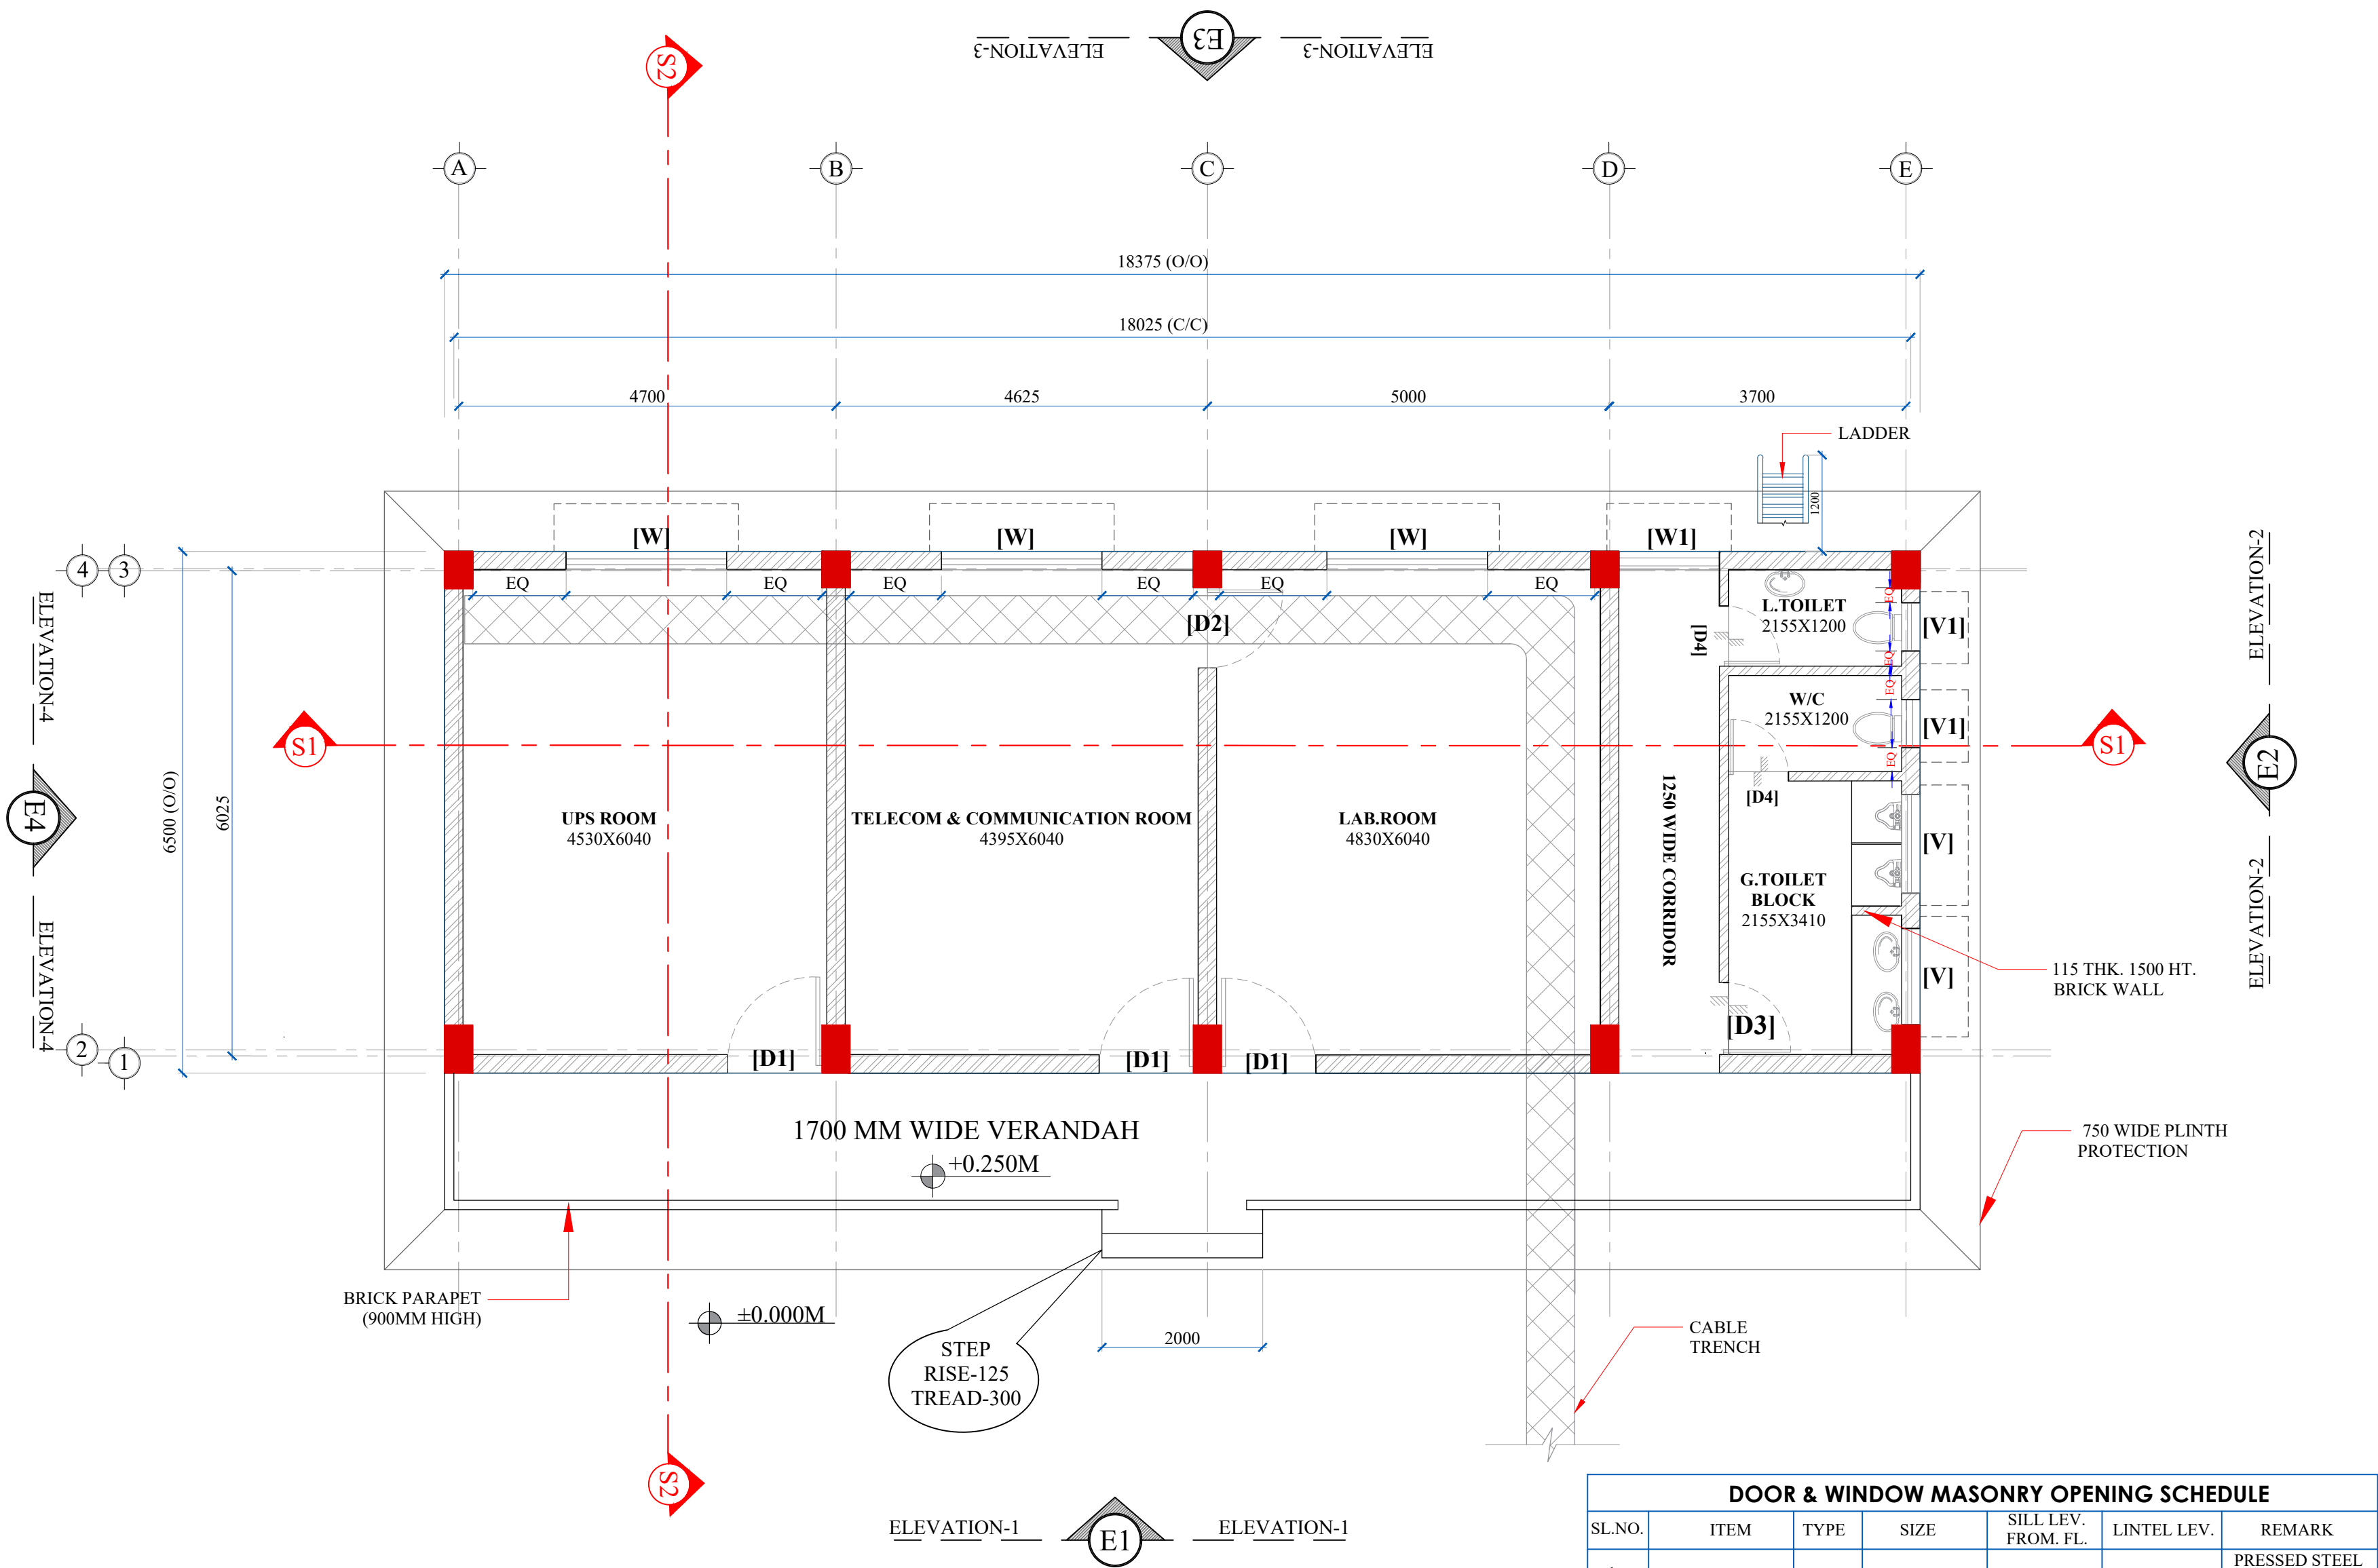 ELEVATION-3
E3
ELEVATION-3
S2
A
B
C
D
E
18375 (O/O)
18025 (C/C)
4700
4625
5000
3700
LADDER
1200
[W]
[W]
[W]
[W1]
4
3
EQ
EQ
EQ
EQ
EQ
EQ
[D2]
[D4]
L.TOILET
2155X1200
EQ
EQ
EQ
EQ
[V1]
W/C
2155X1200
[V1]
[D4]
S1
S1
ELEVATION-4
E4
ELEVATION-4
6500 (O/O)
6025
ELEVATION-2
E2
ELEVATION-2
UPS ROOM
4530X6040
TELECOM & COMMUNICATION ROOM
4395X6040
LAB.ROOM
4830X6040
1250 WIDE CORRIDOR
G.TOILET
BLOCK
2155X3410
[V]
[V]
115 THK. 1500 HT.
BRICK WALL
[D3]
2
1
[D1]
[D1]
[D1]
1700 MM WIDE VERANDAH
+0.250M
750 WIDE PLINTH
PROTECTION
BRICK PARAPET
(900MM HIGH)
±0.000M
STEP
RISE-125
TREAD-300
2000
CABLE
TRENCH
S2
ELEVATION-1
E1
ELEVATION-1
DOOR & WINDOW MASONRY OPENING SCHEDULE
SL.NO. ITEM TYPE SIZE SILL LEV. FROM. FL. LINTEL LEV. REMARK
PRESSED STEEL